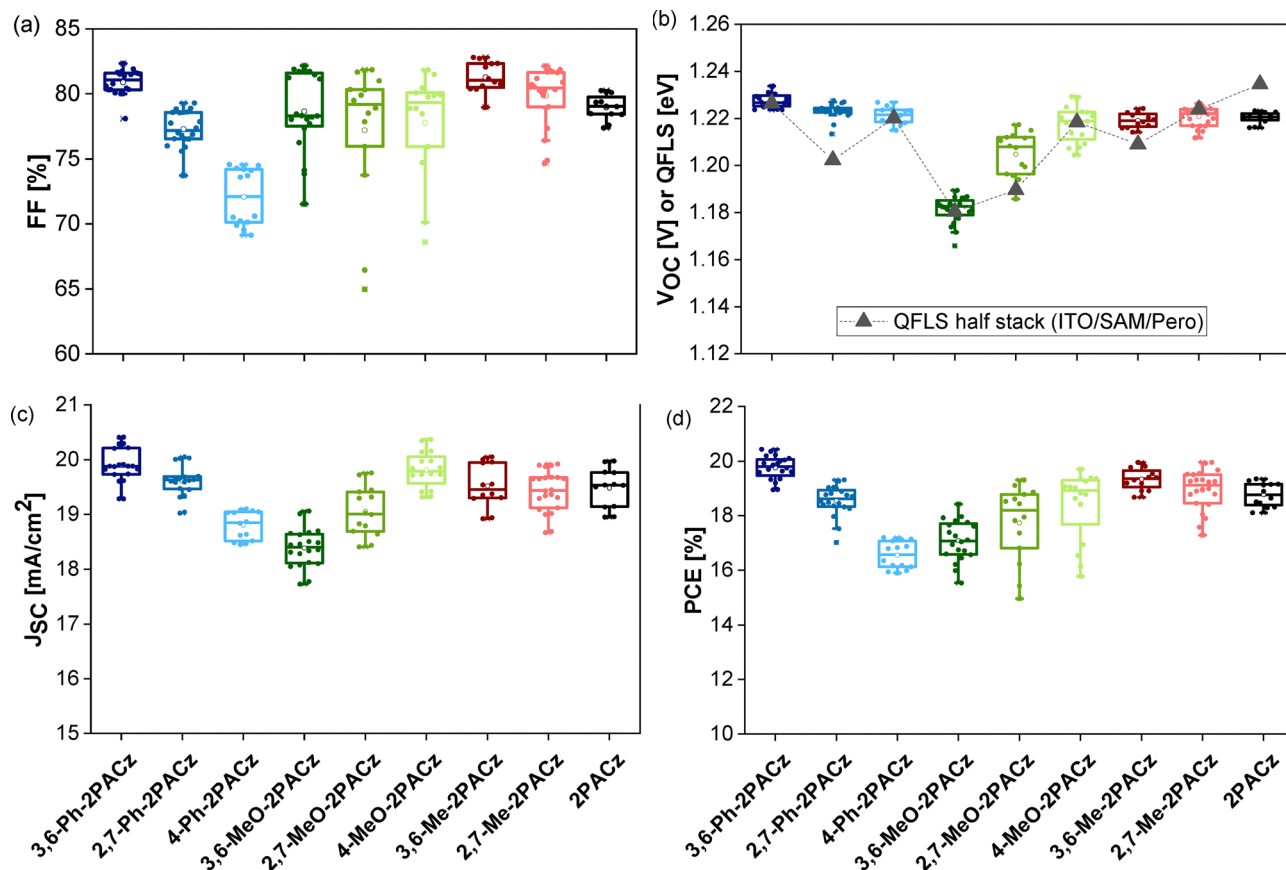 (a)
FF [%]
85
80
75
70
65
60
(b)
VOC [V] or QFLS [eV]
1.26
1.24
1.22
1.20
1.18
1.16
1.14
1.12
QFLS half stack (ITO/SAM/Pero)
(c)
JSC [mA/cm2]
21
20
19
18
17
16
15
3,6-Ph-2PACz
2,7-Ph-2PACz
4-Ph-2PACz
3,6-MeO-2PACz
2,7-MeO-2PACz
4-MeO-2PACz
3,6-Me-2PACz
2,7-Me-2PACz
2PACz
(d)
PCE [%]
22
20
18
16
14
12
10
3,6-Ph-2PACz
2,7-Ph-2PACz
4-Ph-2PACz
3,6-MeO-2PACz
2,7-MeO-2PACz
4-MeO-2PACz
3,6-Me-2PACz
2,7-Me-2PACz
2PACz